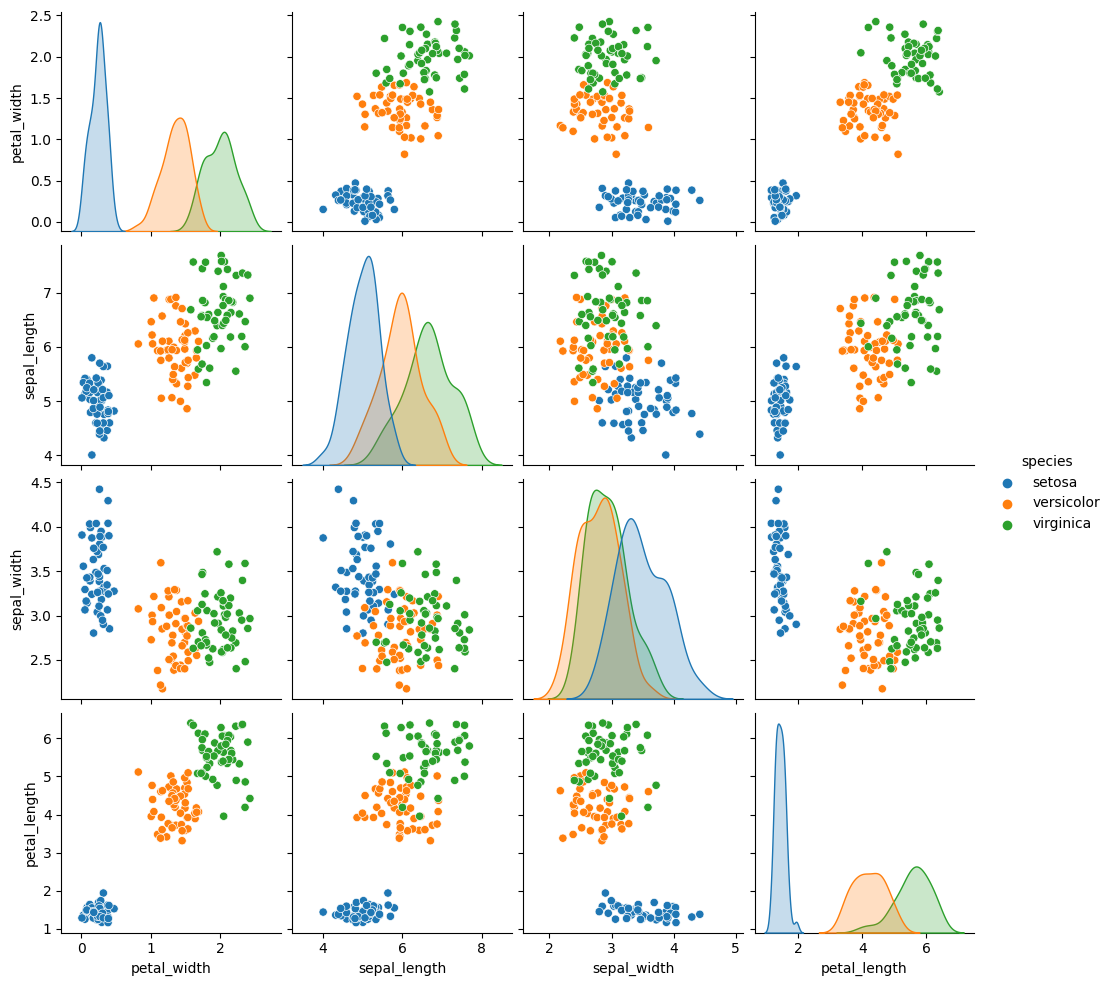 petal_width
2.5
2.0
1.5
1.0
0.5
0.0
sepal_length
7
6
5
4
species
setosa
versicolor
virginica
sepal_width
4.5
4.0
3.5
3.0
2.5
petal_length
6
5
4
3
2
1
0 1 2
4 6 8
2 3 4 5
2 4 6
petal_width
sepal_length
sepal_width
petal_length